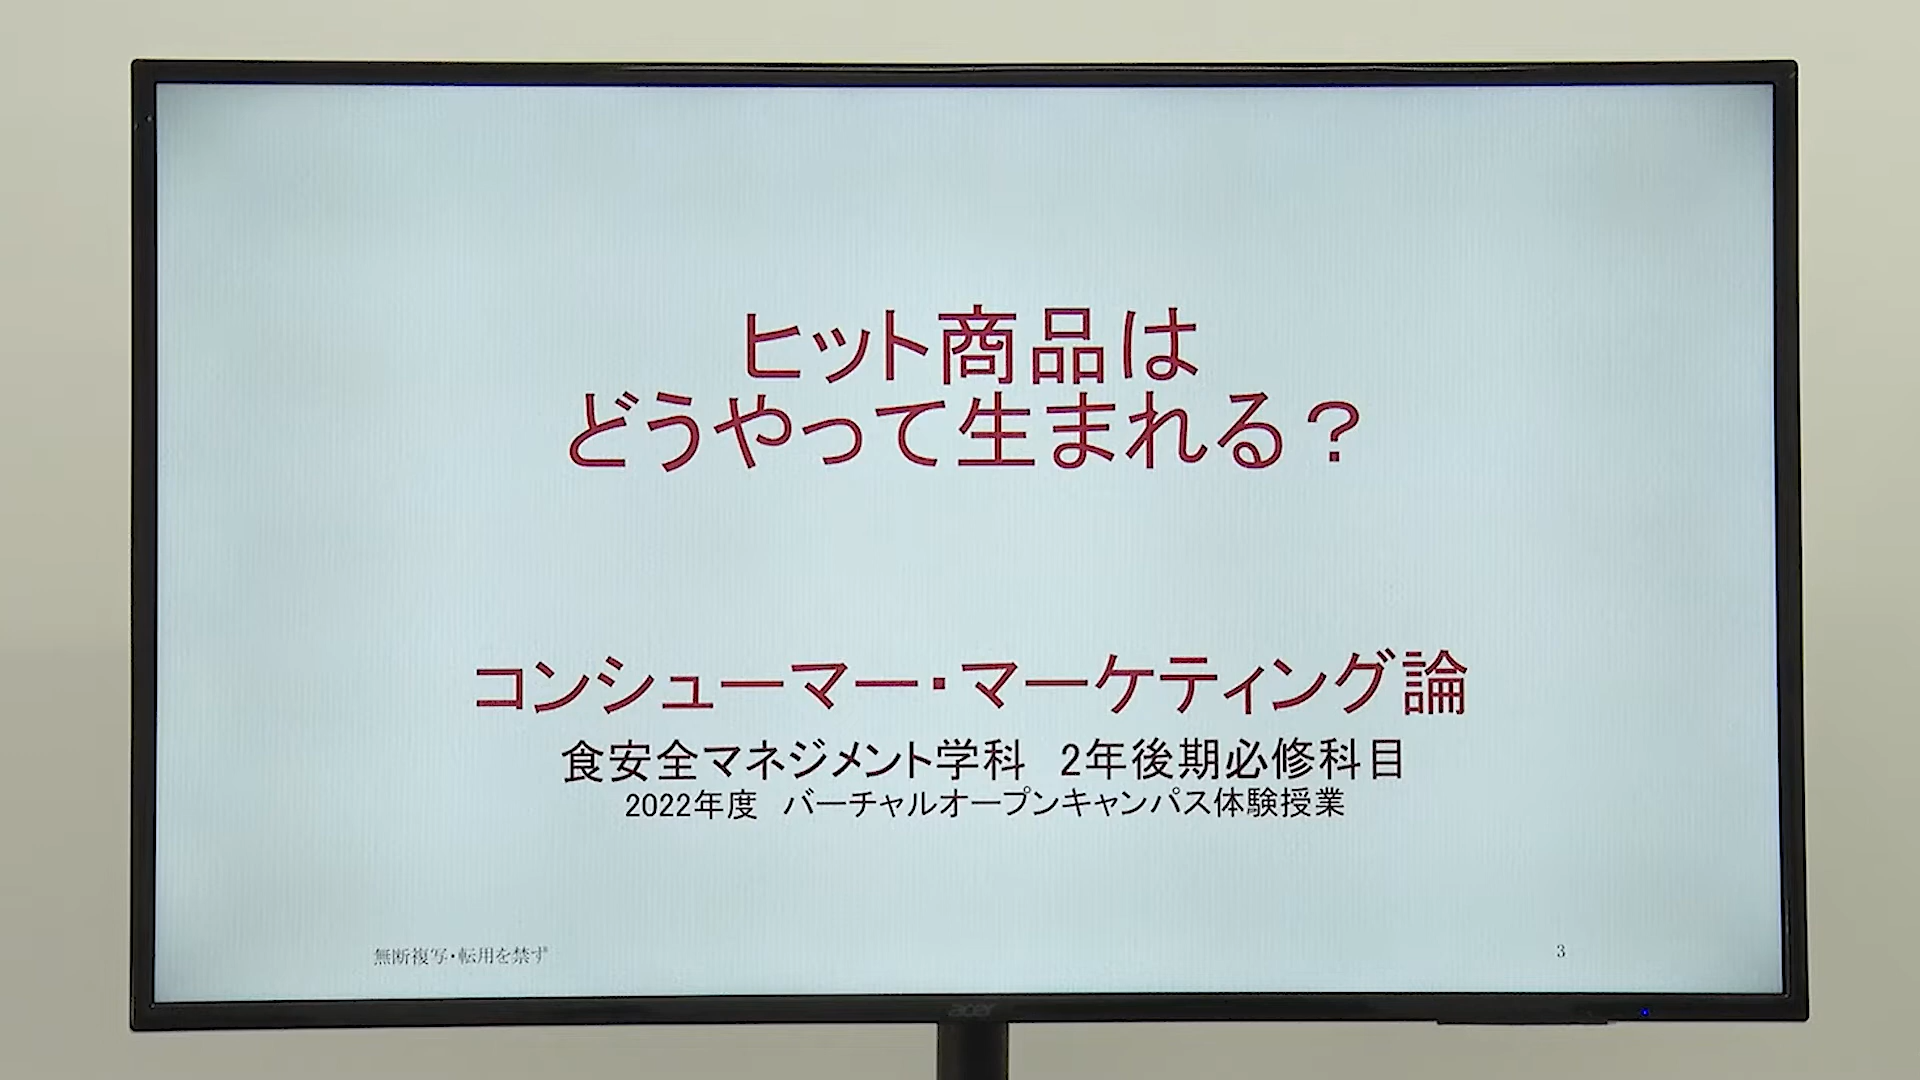 ヒット商品は
どうやって生まれる？
コンシューマー・マーケティング論
食安全マネジメント学科　2年後期必修科目
2022年度　バーチャルオープンキャンパス体験授業
無断複写・転用を禁ず
3
acer